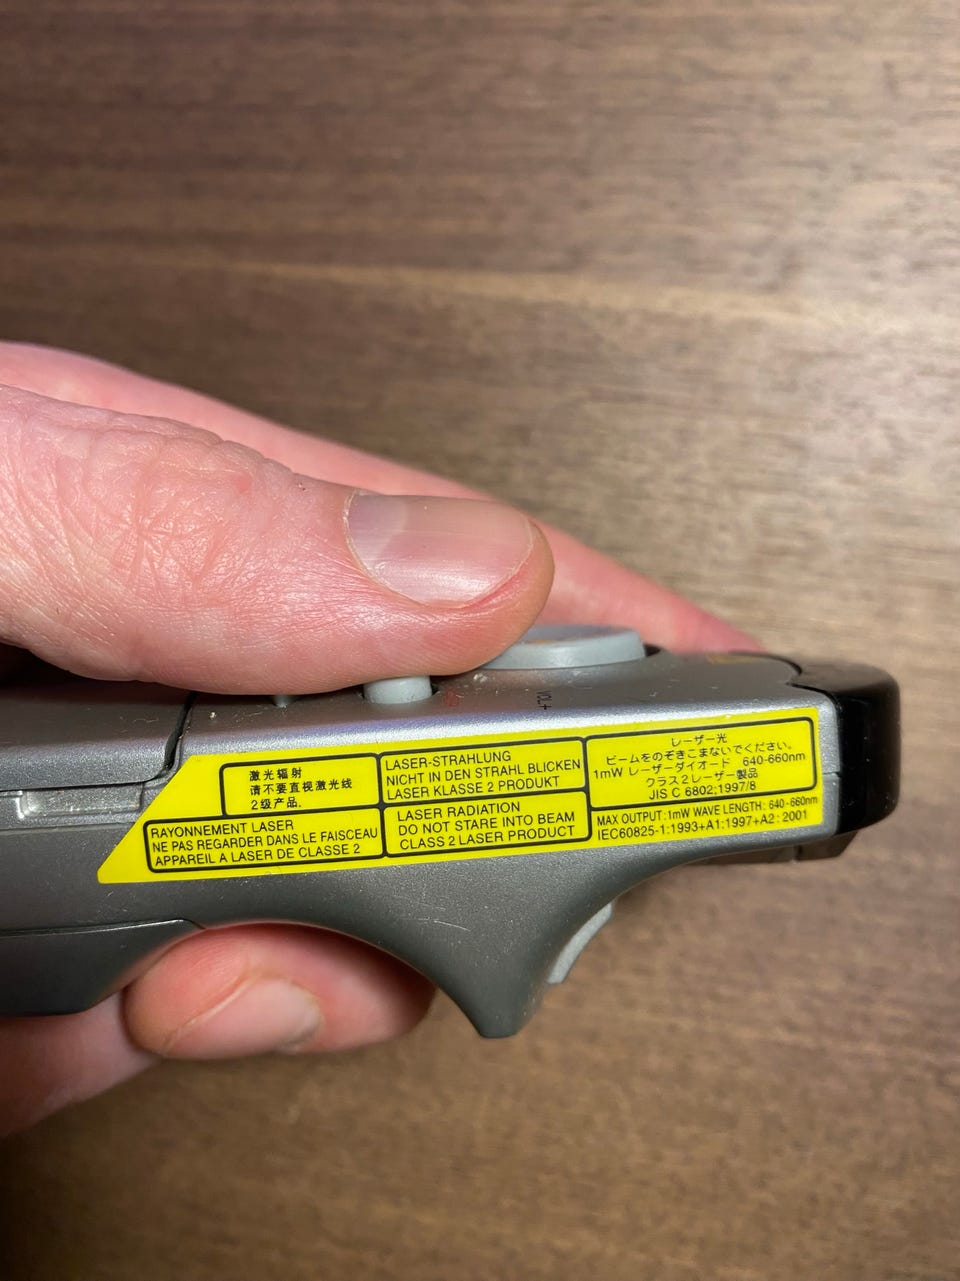 VOL+
激光辐射
请不要直视激光线
2级产品.
RAYONNEMENT LASER
NE PAS REGARDER DANS LE FAISCEAU
APPAREIL A LASER DE CLASSE 2
LASER-STRAHLUNG
NICHT IN DEN STRAHL BLICKEN
LASER KLASSE 2 PRODUKT
LASER RADIATION
DO NOT STARE INTO BEAM
CLASS 2 LASER PRODUCT
レーザー光
ビームをのぞきこまないでください。
1mW レーザーダイオード 640-660nm
クラス2レーザー製品
JIS C 6802;1997/8
MAX OUTPUT:1mW WAVE LENGTH: 640-660nm
IEC60825-1:1993+A1:1997+A2: 2001